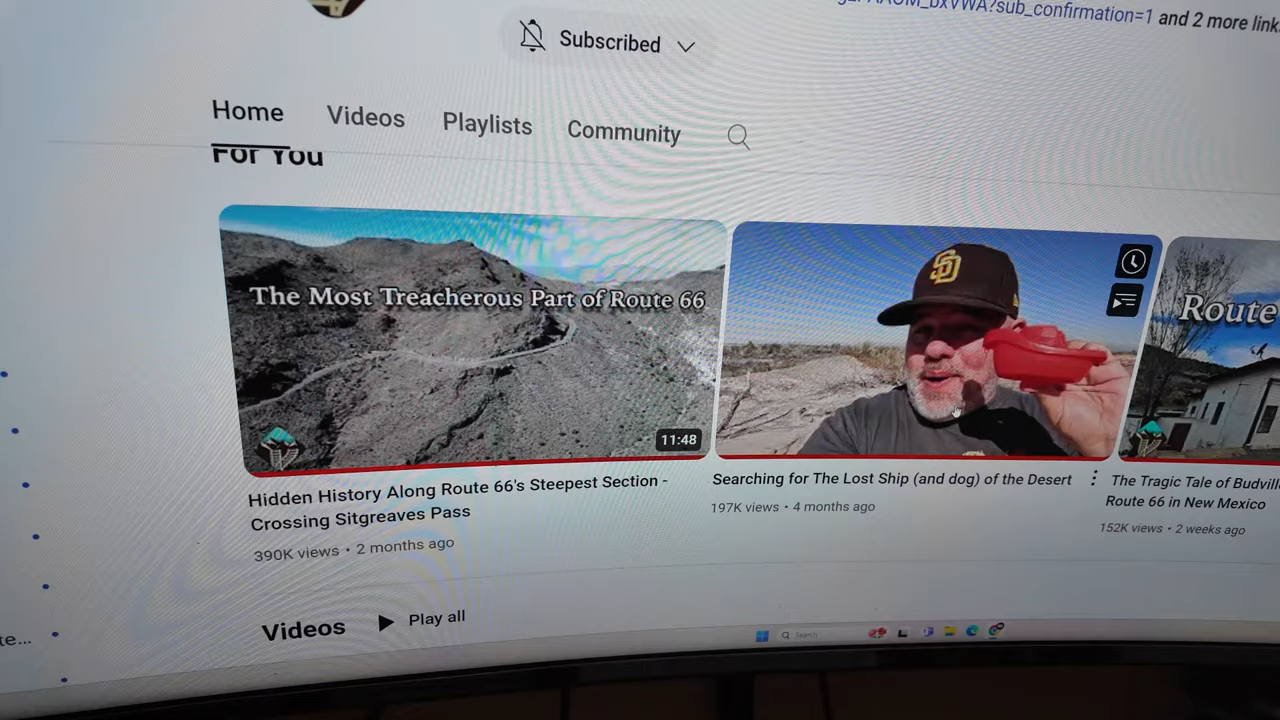 ?sub_confirmation=1 and 2 more link
Subscribed
Home Videos Playlists Community
For You
The Most Treacherous Part of Route 66
11:48
SD
Route
Hidden History Along Route 66's Steepest Section -
Crossing Sitgreaves Pass
390K views • 2 months ago
Searching for The Lost Ship (and dog) of the Desert
197K views • 4 months ago
The Tragic Tale of Budvill
Route 66 in New Mexico
152K views • 2 weeks ago
Videos Play all
te...
Search